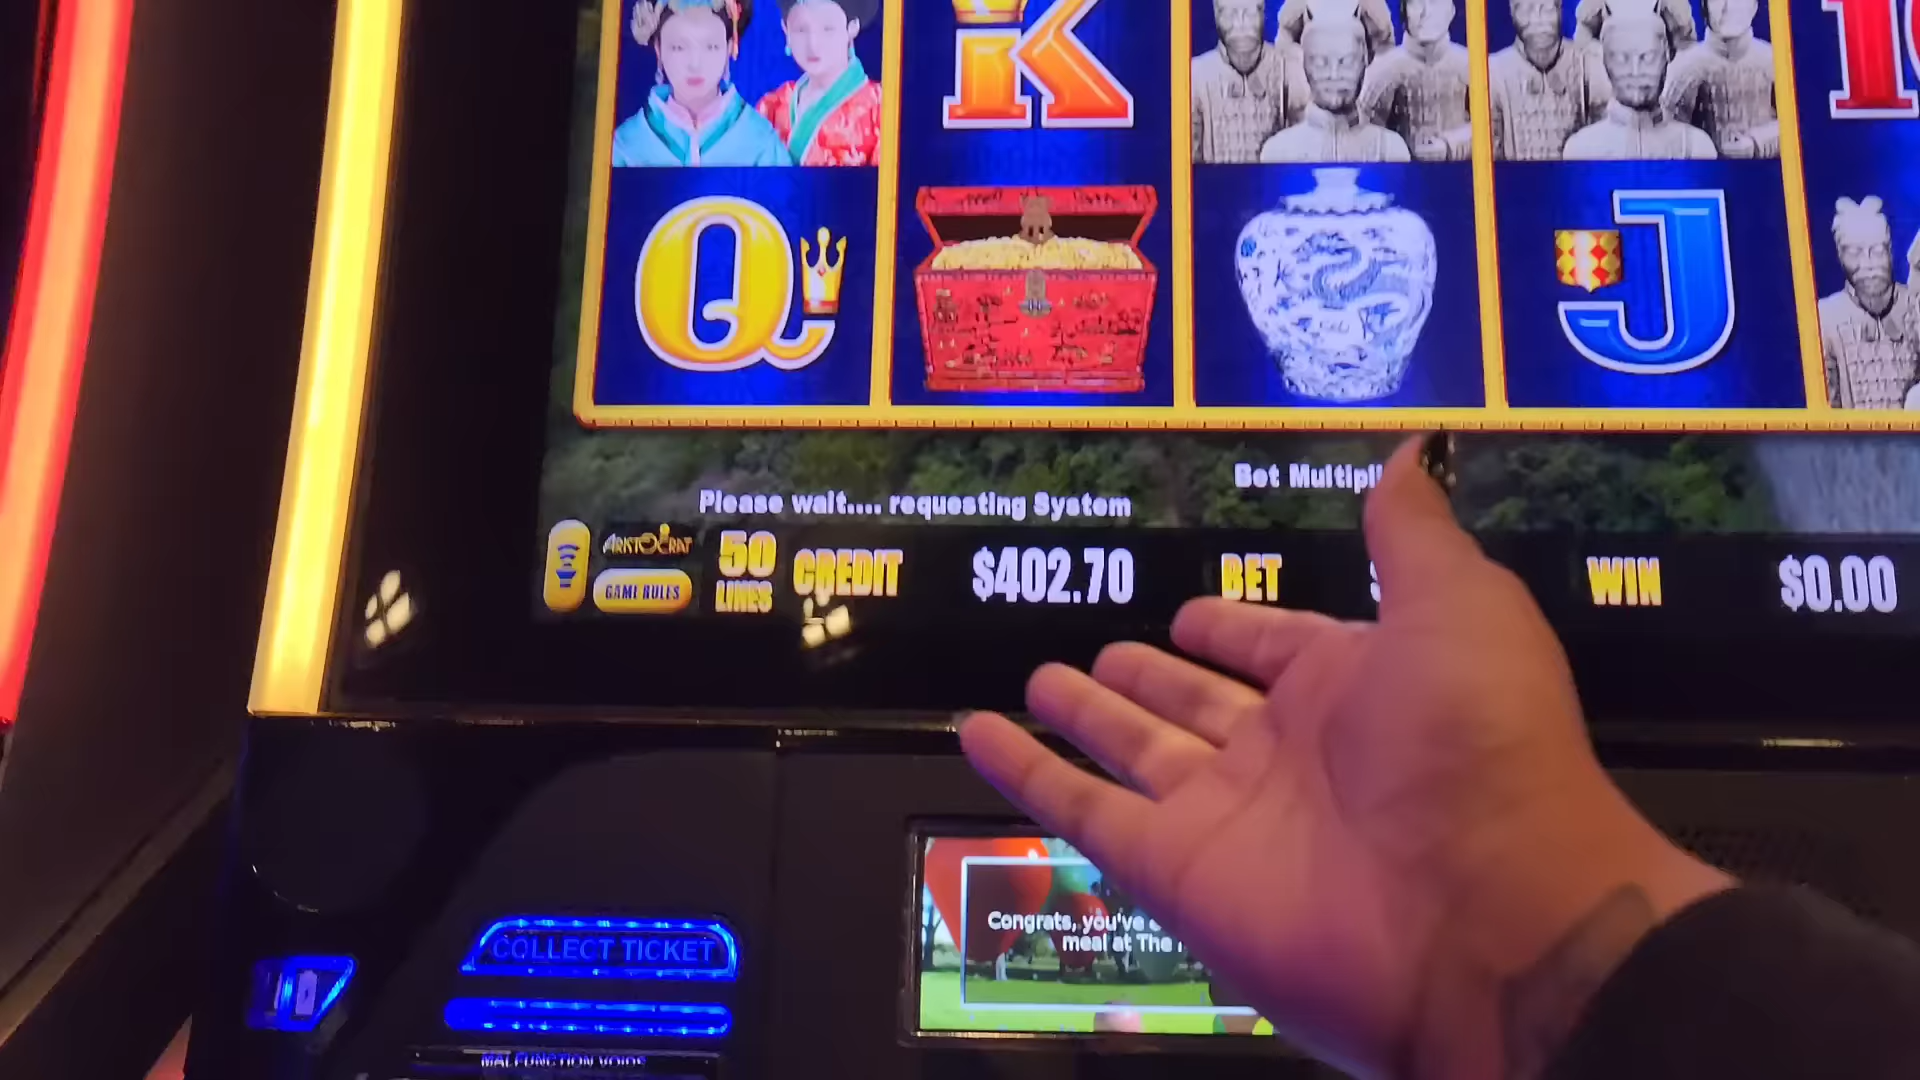 K
10
Q
J
Bet Multipli
Please wait.... requesting System
ARISTOCRAT
GAME RULES
50 LINES
CREDIT $402.70 BET $ WIN $0.00
Congrats, you've
meal at The
COLLECT TICKET
MALFUNCTION VOIDS